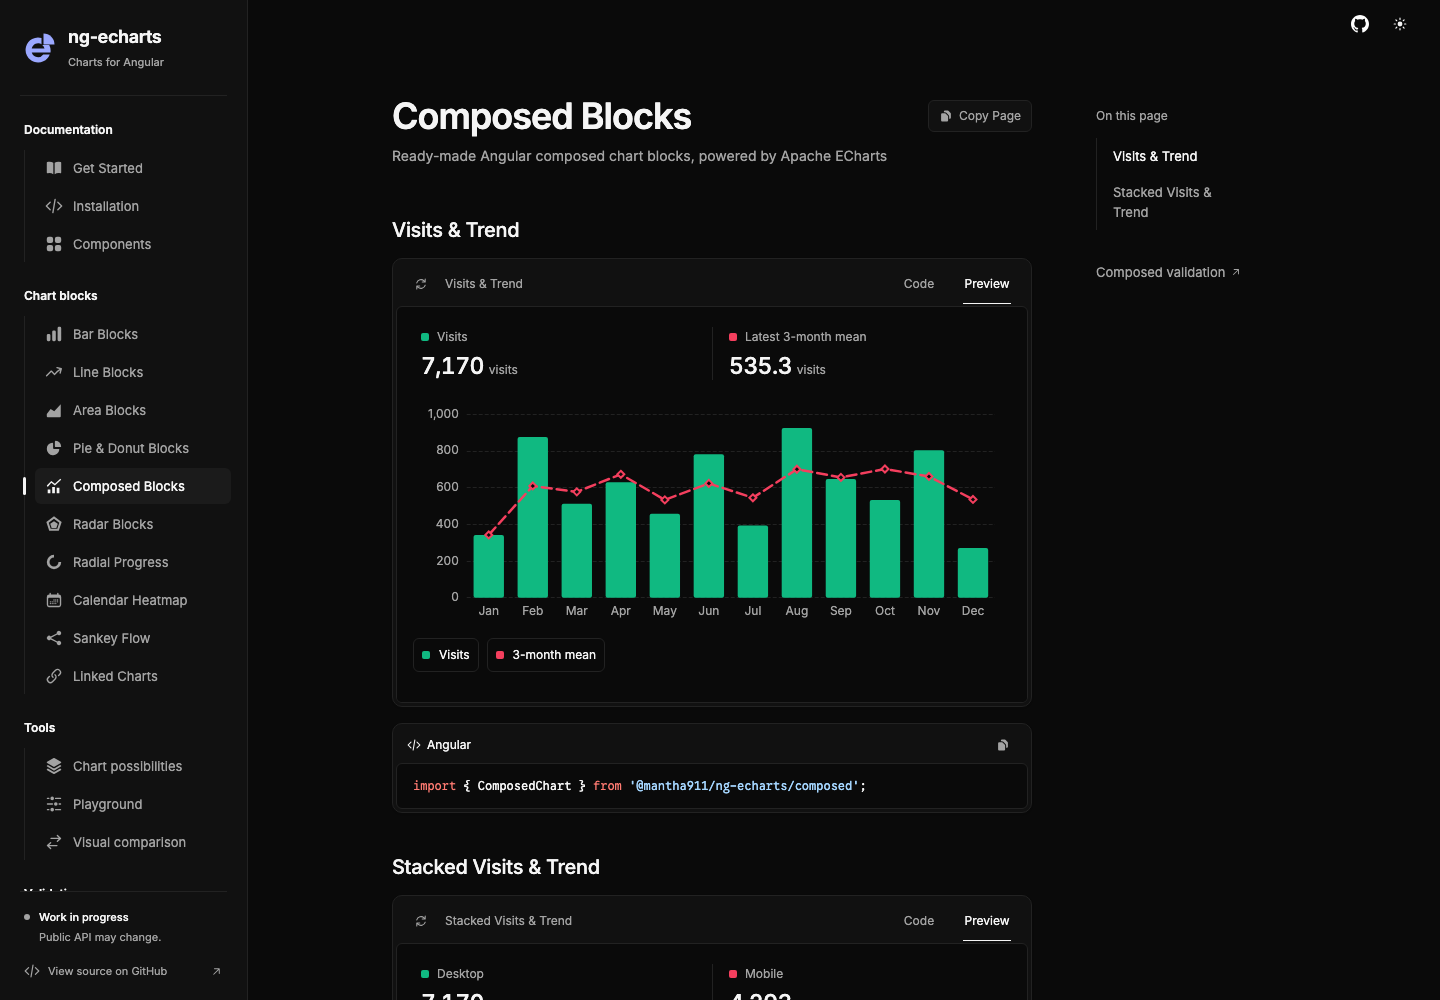 ng-echarts
Charts for Angular
Documentation
Get Started
Installation
Components
Chart blocks
Bar Blocks
Line Blocks
Area Blocks
Pie & Donut Blocks
Composed Blocks
Radar Blocks
Radial Progress
Calendar Heatmap
Sankey Flow
Linked Charts
Tools
Chart possibilities
Playground
Visual comparison
Work in progress
Public API may change.
View source on GitHub
Composed Blocks
Copy Page
Ready-made Angular composed chart blocks, powered by Apache ECharts
Visits & Trend
Visits & Trend
Code
Preview
Visits
7,170 visits
Latest 3-month mean
535.3 visits
1,000
800
600
400
200
0
Jan Feb Mar Apr May Jun Jul Aug Sep Oct Nov Dec
Visits
3-month mean
Angular
import { ComposedChart } from '@mantha911/ng-echarts/composed';
Stacked Visits & Trend
Stacked Visits & Trend
Code
Preview
Desktop
7,170
Mobile
4,203
On this page
Visits & Trend
Stacked Visits &
Trend
Composed validation